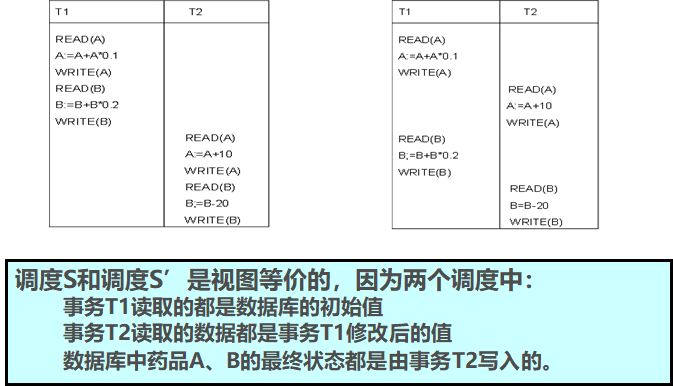 T1 T2
READ(A)
A:=A+A*0.1
WRITE(A)
READ(B)
B:=B+B*0.2
WRITE(B)
READ(A)
A:=A+10
WRITE(A)
READ(B)
B:=B-20
WRITE(B)
T1 T2
READ(A)
A:=A+A*0.1
WRITE(A)
READ(A)
A:=A+10
WRITE(A)
READ(B)
B;=B+B*0.2
WRITE(B)
READ(B)
B=B-20
WRITE(B)
调度S和调度S′是视图等价的，因为两个调度中：
事务T1读取的都是数据库的初始值
事务T2读取的数据都是事务T1修改后的值
数据库中药品A、B的最终状态都是由事务T2写入的。